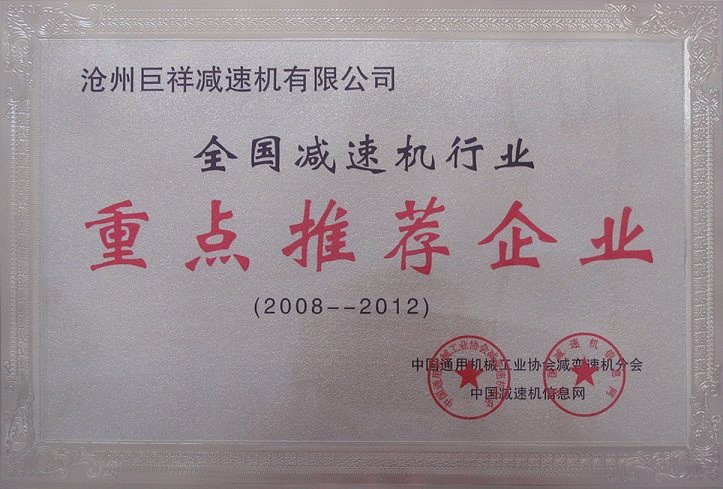 沧州巨祥减速机有限公司
全国减速机行业
重点推荐企业
(2008--2012)
中国通用机械工业协会减变速机分会
中国减速机信息网